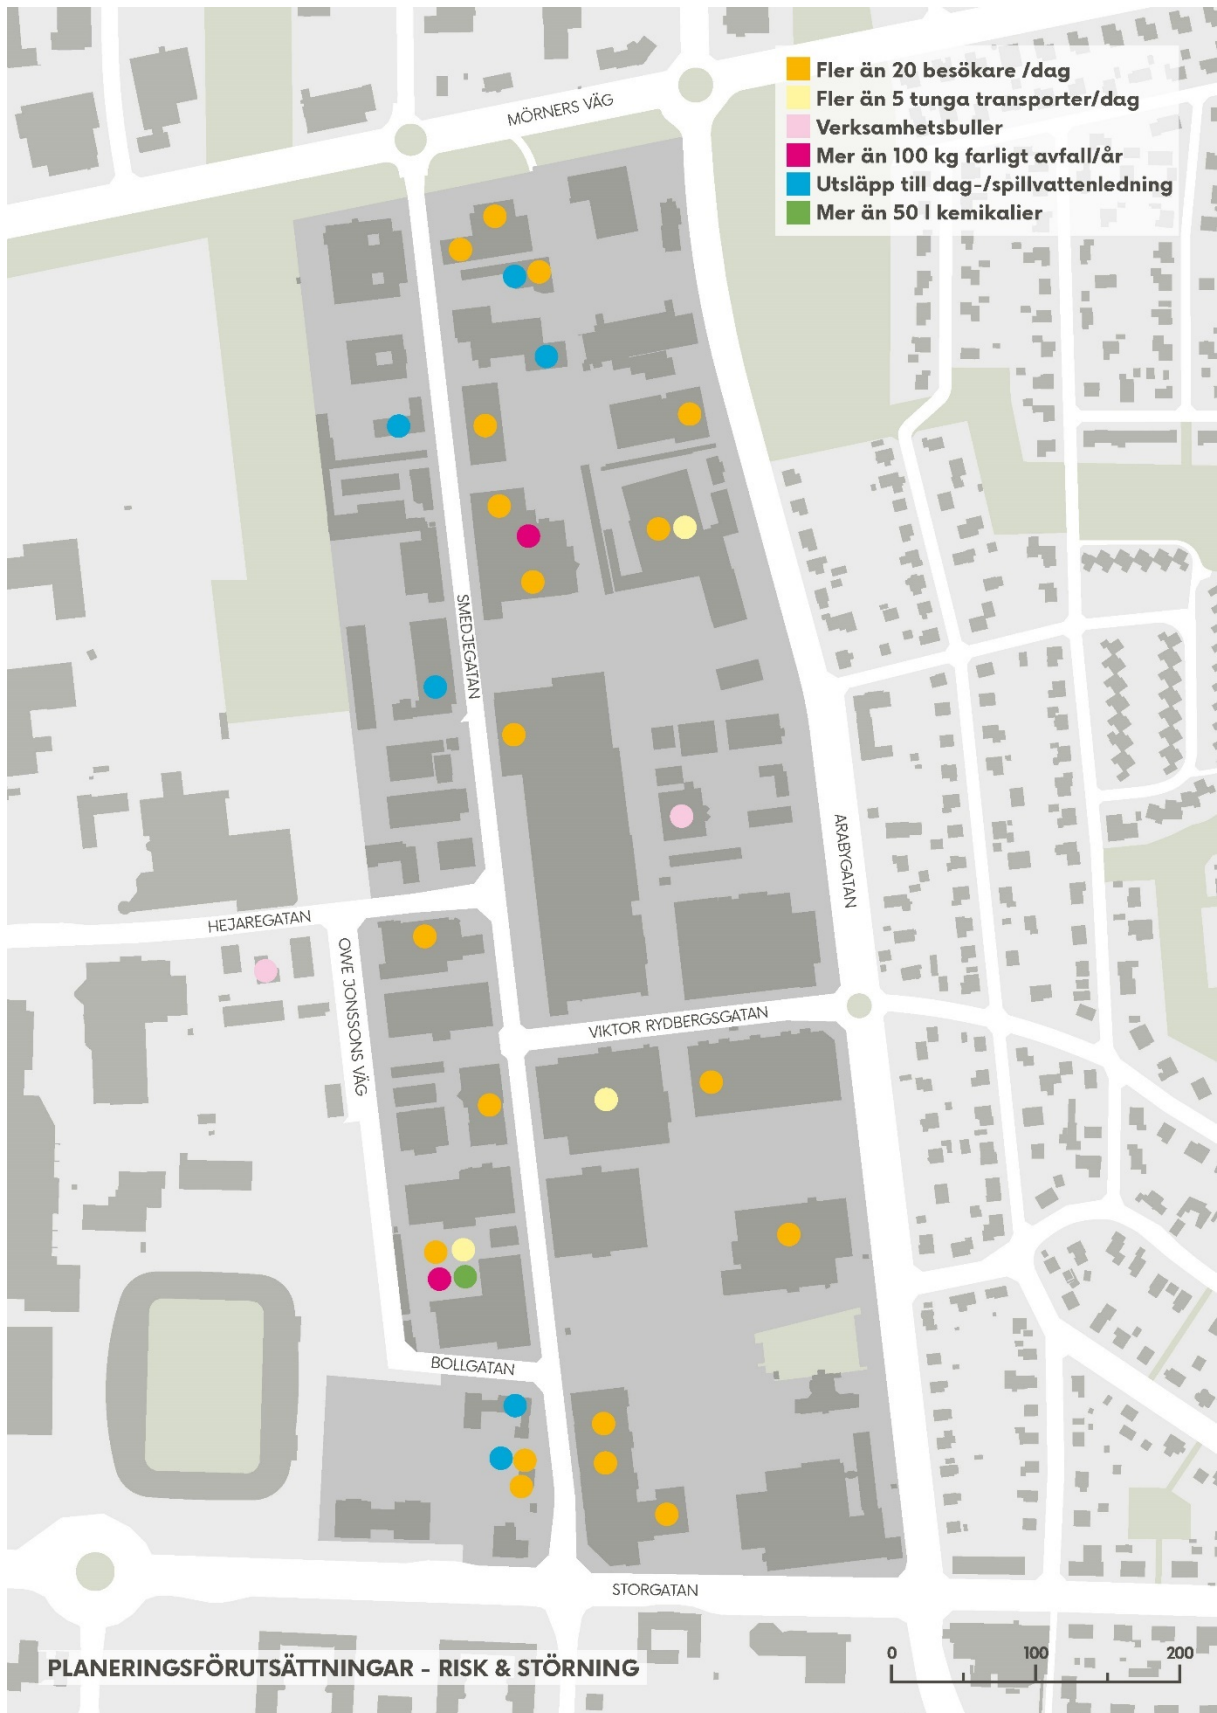 Fler än 20 besökare /dag
Fler än 5 tunga transporter/dag
Verksamhetsbuller
Mer än 100 kg farligt avfall/år
Utsläpp till dag-/spillvattenledning
Mer än 50 l kemikalier
MÖRNERS VÄG
SMEDJEGATAN
ARABYGATAN
HEJAREGATAN
OWE JONSSONS VÄG
VIKTOR RYDBERGSGATAN
BOLLGATAN
STORGATAN
PLANERINGSFÖRUTSÄTTNINGAR - RISK & STÖRNING
0 100 200